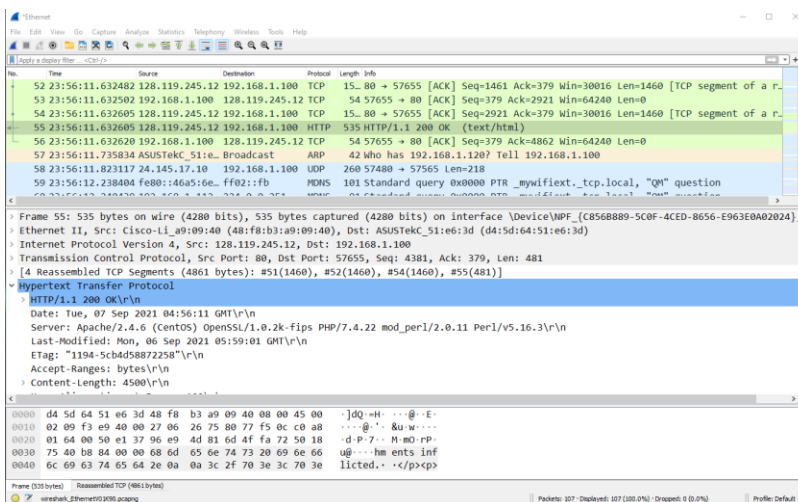 *Ethernet
File Edit View Go Capture Analyze Statistics Telephony Wireless Tools Help
Apply a display filter ... <Ctrl-/>
No. Time Source Destination Protocol Length Info
52 23:56:11.632482 128.119.245.12 192.168.1.100 TCP 15… 80 → 57655 [ACK] Seq=1461 Ack=379 Win=30016 Len=1460 [TCP segment of a r…
53 23:56:11.632502 192.168.1.100 128.119.245.12 TCP 54 57655 → 80 [ACK] Seq=379 Ack=2921 Win=64240 Len=0
54 23:56:11.632605 128.119.245.12 192.168.1.100 TCP 15… 80 → 57655 [ACK] Seq=2921 Ack=379 Win=30016 Len=1460 [TCP segment of a r…
55 23:56:11.632605 128.119.245.12 192.168.1.100 HTTP 535 HTTP/1.1 200 OK (text/html)
56 23:56:11.632620 192.168.1.100 128.119.245.12 TCP 54 57655 → 80 [ACK] Seq=379 Ack=4862 Win=64240 Len=0
57 23:56:11.735834 ASUSTekC_51:e… Broadcast ARP 42 Who has 192.168.1.120? Tell 192.168.1.100
58 23:56:11.823117 24.145.17.10 192.168.1.100 UDP 260 57480 → 57565 Len=218
59 23:56:12.238404 fe80::46a5:6e… ff02::fb MDNS 101 Standard query 0x0000 PTR _mywifiext._tcp.local, "QM" question
Frame 55: 535 bytes on wire (4280 bits), 535 bytes captured (4280 bits) on interface \Device\NPF_{C856B889-5C0F-4CED-8656-E963E0A02024}
Ethernet II, Src: Cisco-Li_a9:09:40 (48:f8:b3:a9:09:40), Dst: ASUSTekC_51:e6:3d (d4:5d:64:51:e6:3d)
Internet Protocol Version 4, Src: 128.119.245.12, Dst: 192.168.1.100
Transmission Control Protocol, Src Port: 80, Dst Port: 57655, Seq: 4381, Ack: 379, Len: 481
[4 Reassembled TCP Segments (4861 bytes): #51(1460), #52(1460), #54(1460), #55(481)]
Hypertext Transfer Protocol
HTTP/1.1 200 OK\r\n
Date: Tue, 07 Sep 2021 04:56:11 GMT\r\n
Server: Apache/2.4.6 (CentOS) OpenSSL/1.0.2k-fips PHP/7.4.22 mod_perl/2.0.11 Perl/v5.16.3\r\n
Last-Modified: Mon, 06 Sep 2021 05:59:01 GMT\r\n
ETag: "1194-5cb4d58872258"\r\n
Accept-Ranges: bytes\r\n
Content-Length: 4500\r\n
0000 d4 5d 64 51 e6 3d 48 f8 b3 a9 09 40 08 00 45 00 ·]dQ·=H· ···@··E·
0010 02 09 f3 e9 40 00 27 06 26 75 80 77 f5 0c c0 a8 ····@·'· &u·w····
0020 01 64 00 50 e1 37 96 e9 4d 81 6d 4f fa 72 50 18 ·d·P·7·· M·mO·rP·
0030 75 40 b8 84 00 00 68 6d 65 6e 74 73 20 69 6e 66 u@····hm ents inf
0040 6c 69 63 74 65 64 2e 0a 0a 3c 2f 70 3e 3c 70 3e licted.· ·</p><p>
Frame (535 bytes) Reassembled TCP (4861 bytes)
wireshark_EthernetV01K90.pcapng Packets: 107 · Displayed: 107 (100.0%) · Dropped: 0 (0.0%) Profile: Default